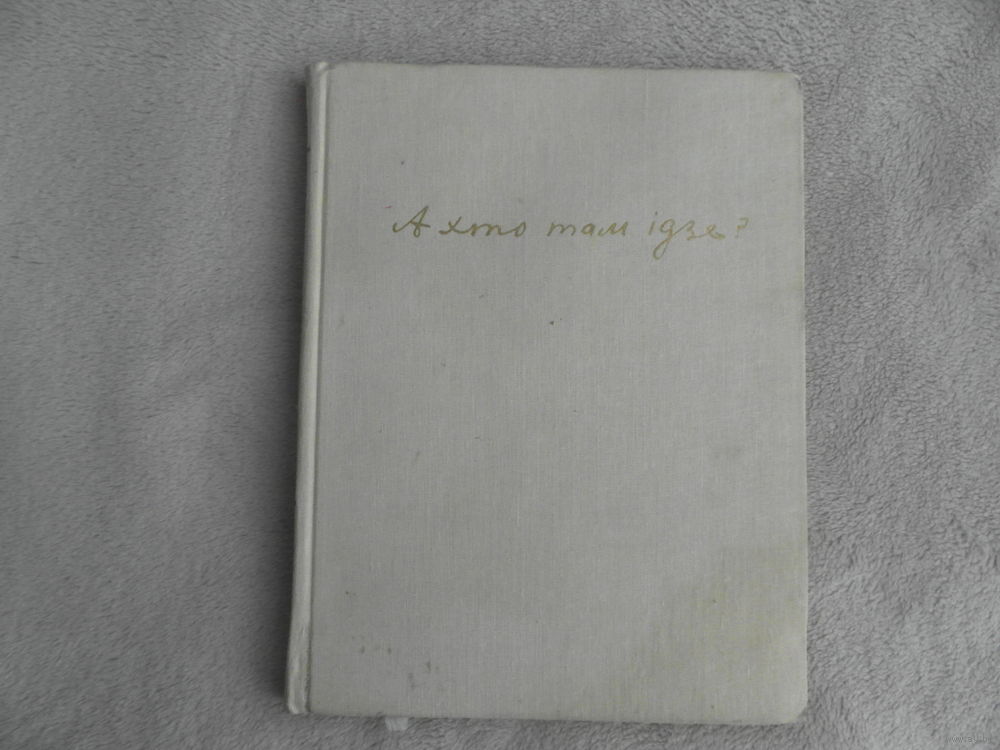 А хто там ідзе?